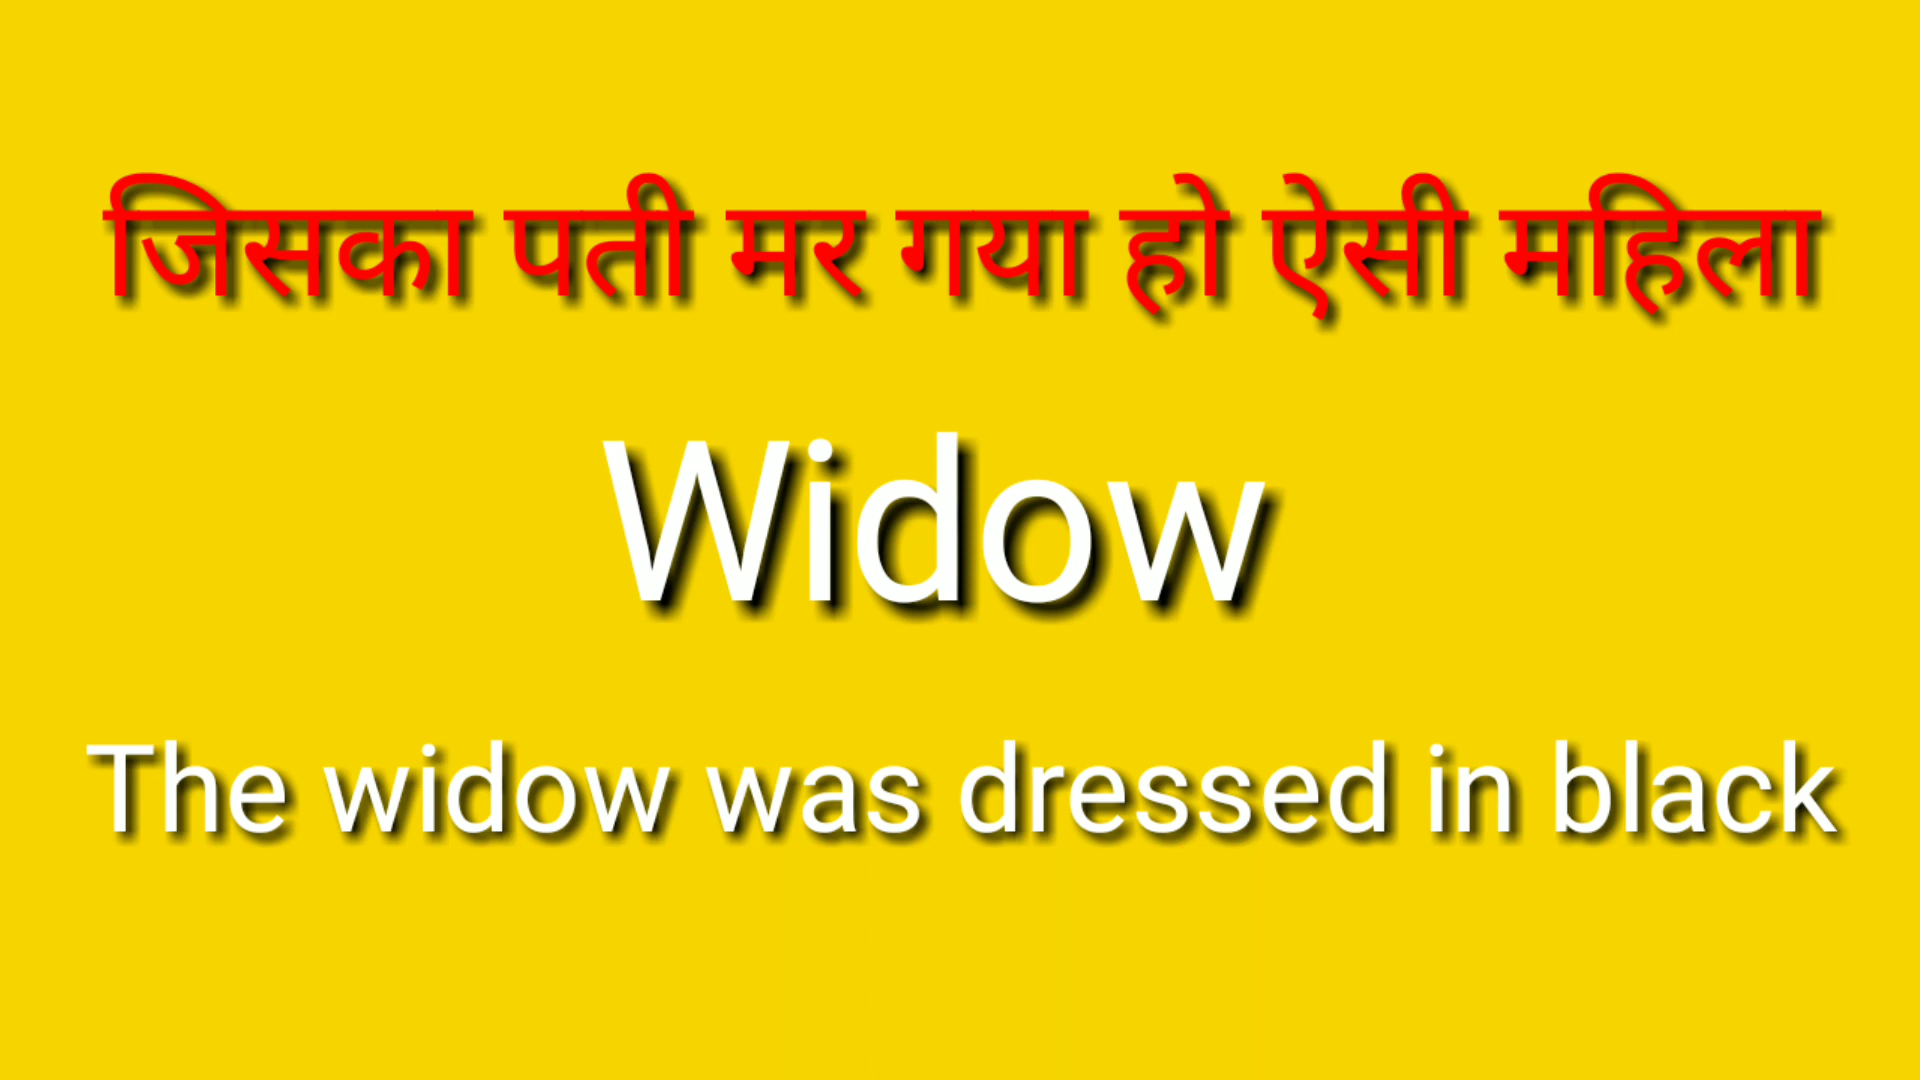 जिसका पती मर गया हो ऐसी महिला
Widow
The widow was dressed in black